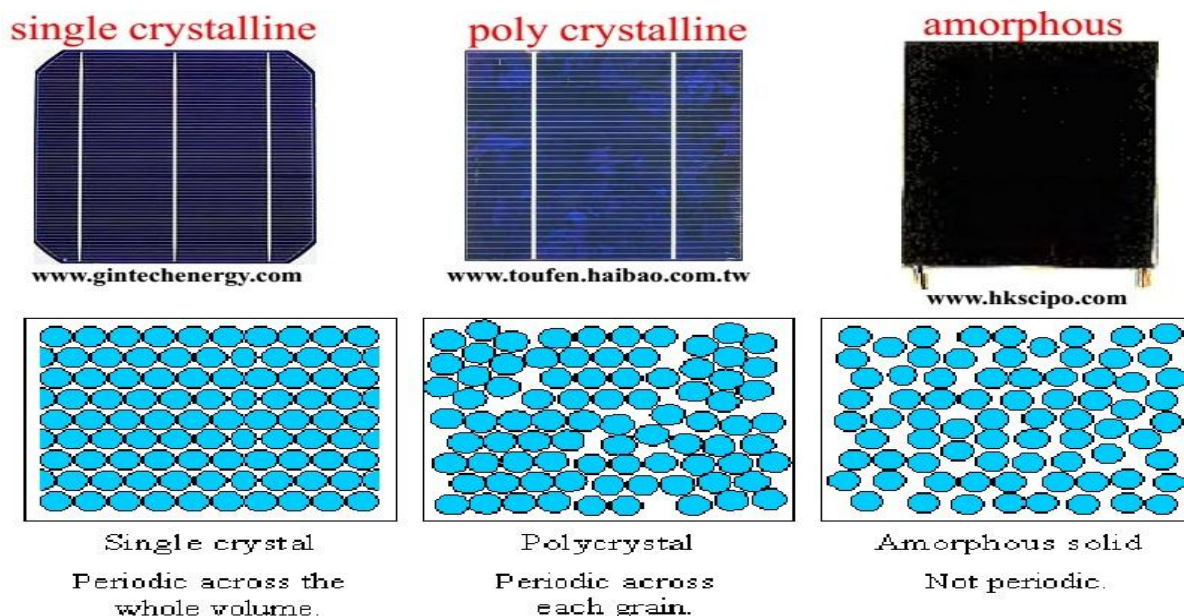 single crystalline
poly crystalline
amorphous
www.gintechenergy.com
www.toufen.haibao.com.tw
www.hkscipo.com
Single crystal
Polycrystal
Amorphous solid
Periodic across the
whole volume.
Periodic across
each grain.
Not periodic.